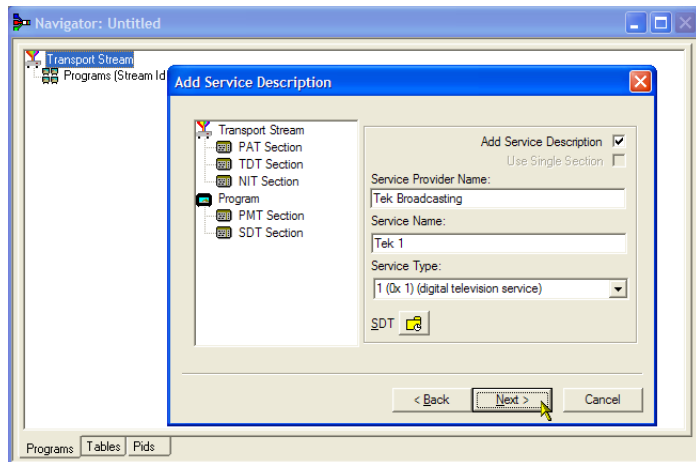 Navigator: Untitled
Transport Stream
Programs (Stream Id
Add Service Description
Transport Stream
PAT Section
TDT Section
NIT Section
Program
PMT Section
SDT Section
Add Service Description
Use Single Section
Service Provider Name:
Tek Broadcasting
Service Name:
Tek 1
Service Type:
1 (0x 1) (digital television service)
SDT
< Back
Next >
Cancel
Programs
Tables
Pids